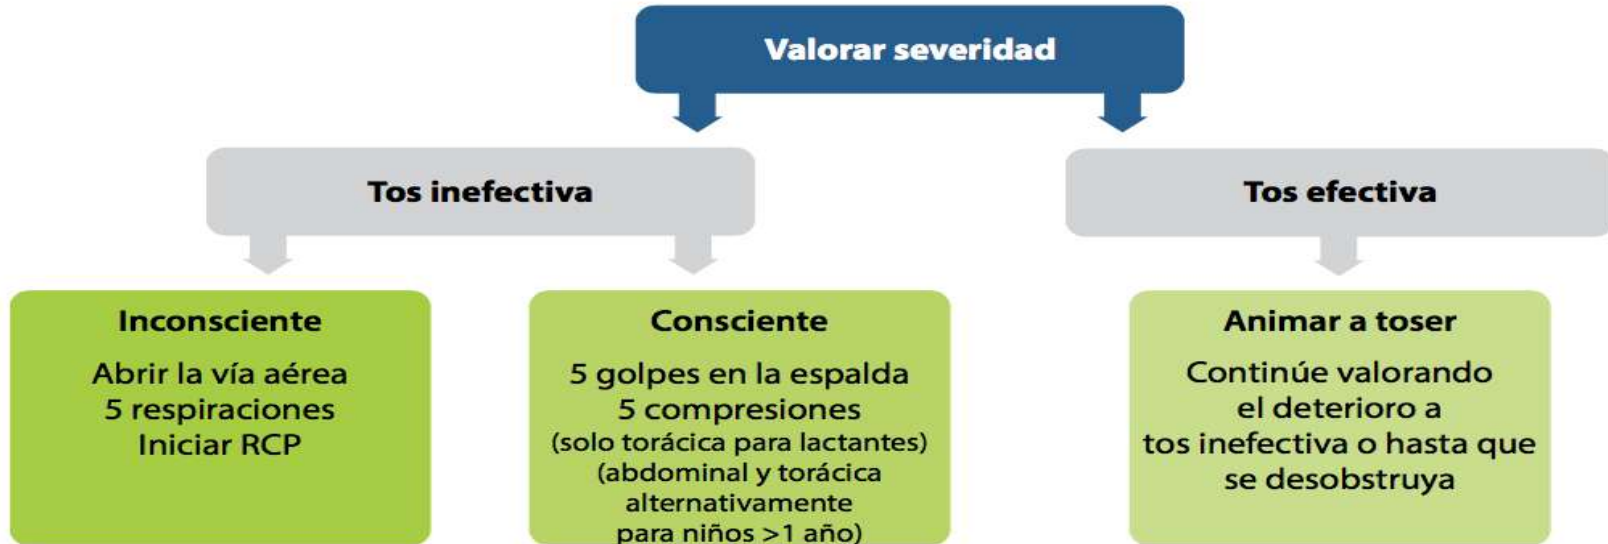 Valorar severidad
Tos inefectiva
Tos efectiva
Inconsciente
Abrir la vía aérea
5 respiraciones
Iniciar RCP
Consciente
5 golpes en la espalda
5 compresiones
(solo torácica para lactantes)
(abdominal y torácica
alternativamente
para niños >1 año)
Animar a toser
Continúe valorando
el deterioro a
tos inefectiva o hasta que
se desobstruya